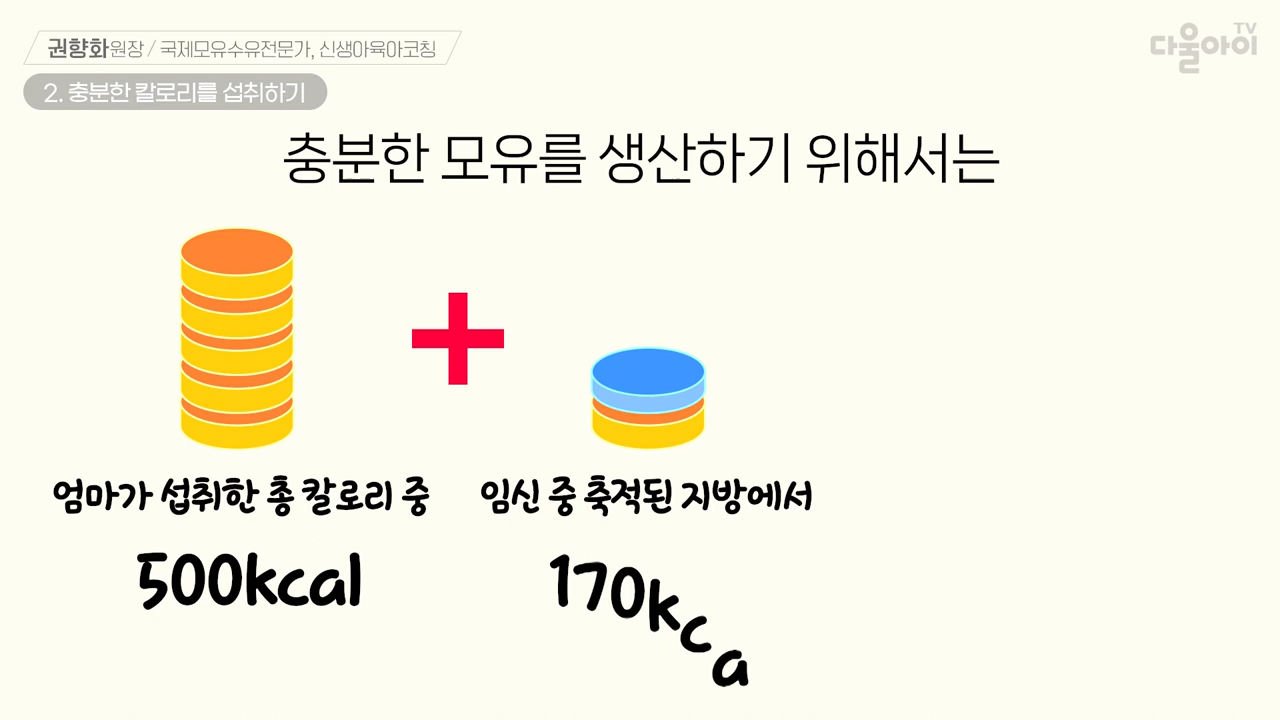 권향화원장 / 국제모유수유전문가, 신생아육아코칭
다울아이TV
2. 충분한 칼로리를 섭취하기
충분한 모유를 생산하기 위해서는
엄마가 섭취한 총 칼로리 중
500kcal
임신 중 축적된 지방에서
170kca